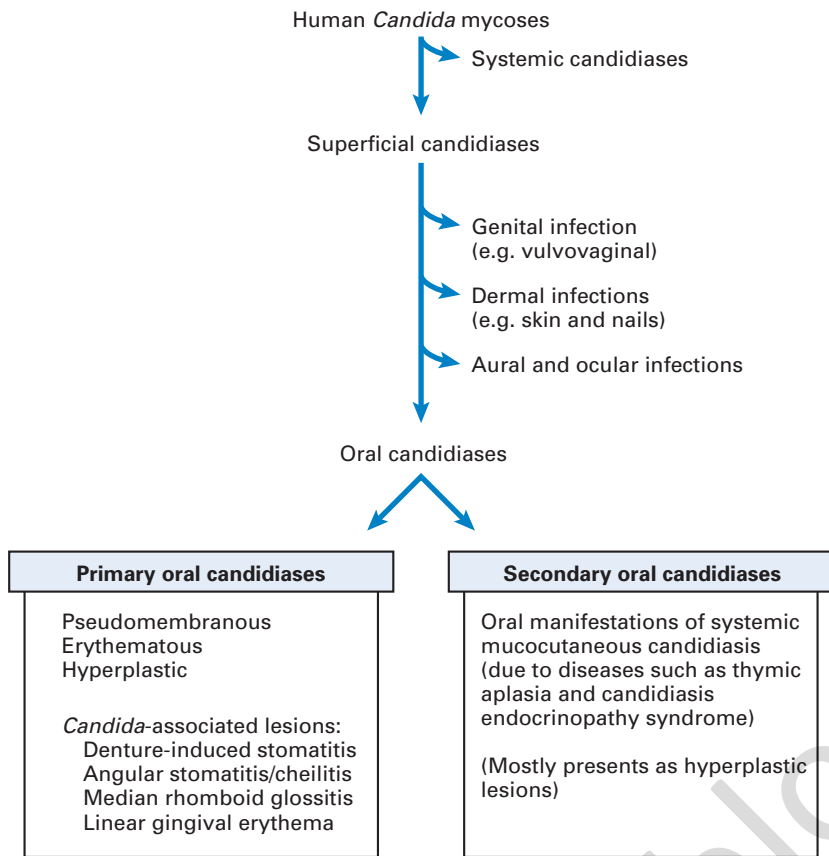 Human Candida mycoses
Systemic candidiases
Superficial candidiases
Genital infection
(e.g. vulvovaginal)
Dermal infections
(e.g. skin and nails)
Aural and ocular infections
Oral candidiases
Primary oral candidiases
Pseudomembranous
Erythematous
Hyperplastic
Candida-associated lesions:
Denture-induced stomatitis
Angular stomatitis/cheilitis
Median rhomboid glossitis
Linear gingival erythema
Secondary oral candidiases
Oral manifestations of systemic
mucocutaneous candidiasis
(due to diseases such as thymic
aplasia and candidiasis
endocrinopathy syndrome)
(Mostly presents as hyperplastic
lesions)